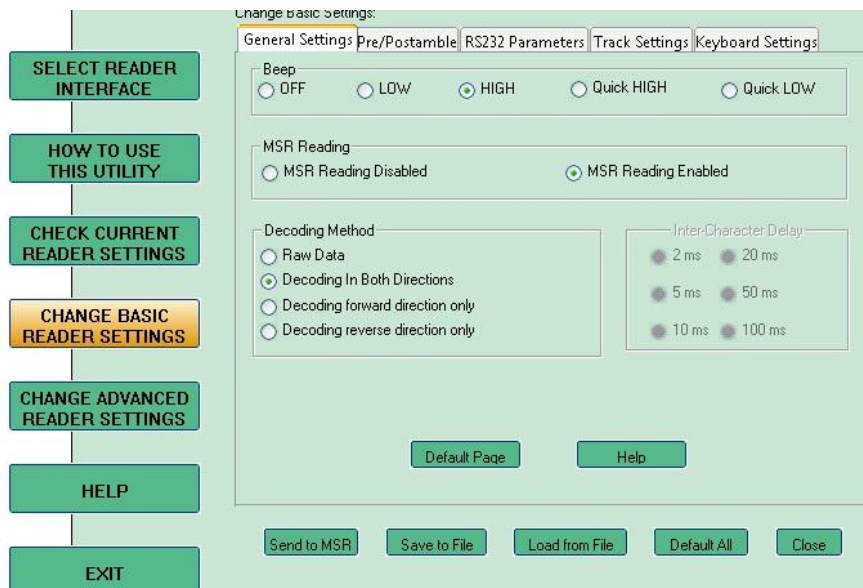 Change Basic Settings:
General Settings Pre/Postamble RS232 Parameters Track Settings Keyboard Settings
SELECT READER
INTERFACE
HOW TO USE
THIS UTILITY
CHECK CURRENT
READER SETTINGS
CHANGE BASIC
READER SETTINGS
CHANGE ADVANCED
READER SETTINGS
HELP
EXIT
Beep
OFF LOW HIGH Quick HIGH Quick LOW
MSR Reading
MSR Reading Disabled MSR Reading Enabled
Decoding Method
Raw Data
Decoding In Both Directions
Decoding forward direction only
Decoding reverse direction only
Inter-Character Delay
2 ms 20 ms
5 ms 50 ms
10 ms 100 ms
Default Page Help
Send to MSR Save to File Load from File Default All Close